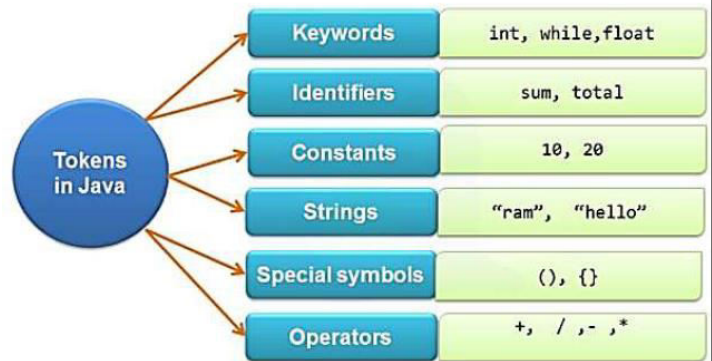 Keywords
int, while,float
Identifiers
sum, total
Constants
10, 20
Tokens
in Java
Strings
“ram”, “hello”
Special symbols
(), {}
Operators
+, / ,- ,*